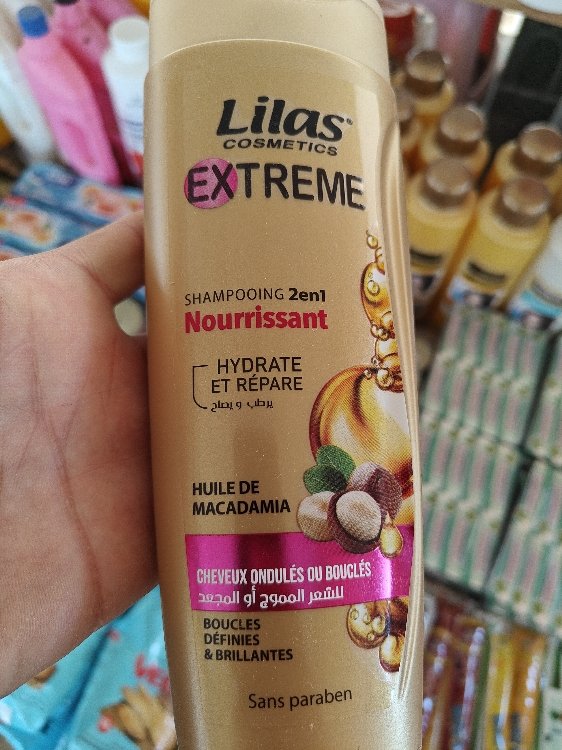 Lilas
COSMETICS
EXTREME
SHAMPOOING 2en1
Nourrissant
HYDRATE
ET RÉPARE
يرطب و يصلح
HUILE DE
MACADAMIA
CHEVEUX ONDULÉS OU BOUCLÉS
للشعر المموج أو المجعد
BOUCLES
DÉFINIES
& BRILLANTES
Sans paraben